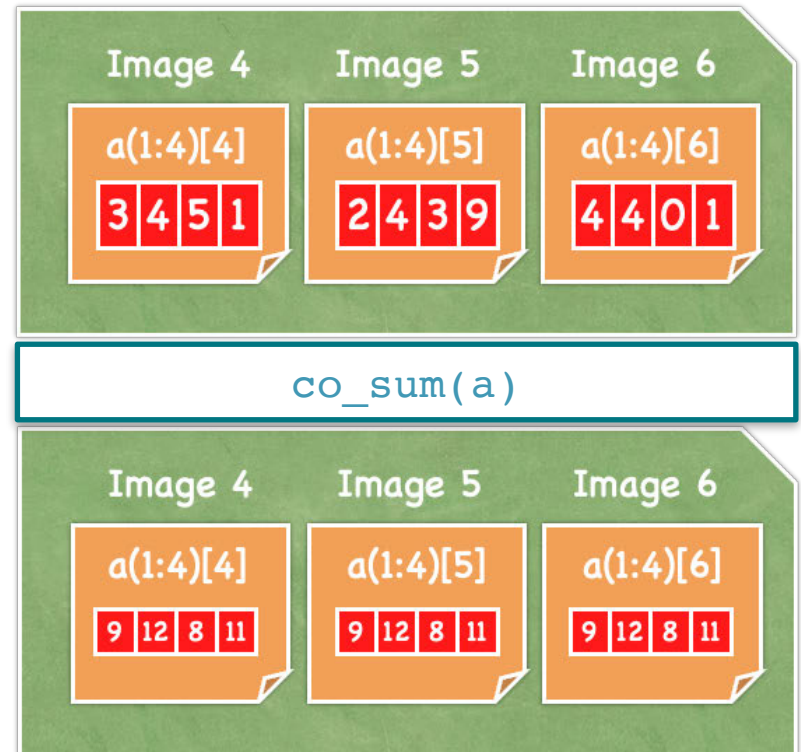 Image 4 Image 5 Image 6
a(1:4)[4] a(1:4)[5] a(1:4)[6]
3 4 5 1 2 4 3 9 4 4 0 1
co_sum(a)
Image 4 Image 5 Image 6
a(1:4)[4] a(1:4)[5] a(1:4)[6]
9 12 8 11 9 12 8 11 9 12 8 11